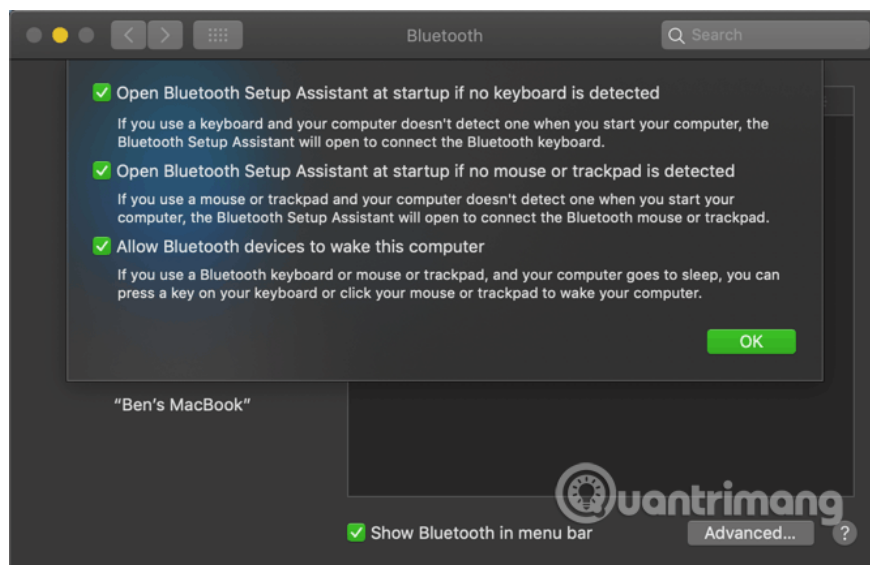 Bluetooth
Search
Open Bluetooth Setup Assistant at startup if no keyboard is detected
If you use a keyboard and your computer doesn't detect one when you start your computer, the
Bluetooth Setup Assistant will open to connect the Bluetooth keyboard.
Open Bluetooth Setup Assistant at startup if no mouse or trackpad is detected
If you use a mouse or trackpad and your computer doesn't detect one when you start your
computer, the Bluetooth Setup Assistant will open to connect the Bluetooth mouse or trackpad.
Allow Bluetooth devices to wake this computer
If you use a Bluetooth keyboard or mouse or trackpad, and your computer goes to sleep, you can
press a key on your keyboard or click your mouse or trackpad to wake your computer.
OK
“Ben's MacBook”
Quantrimang
Show Bluetooth in menu bar
Advanced...
?